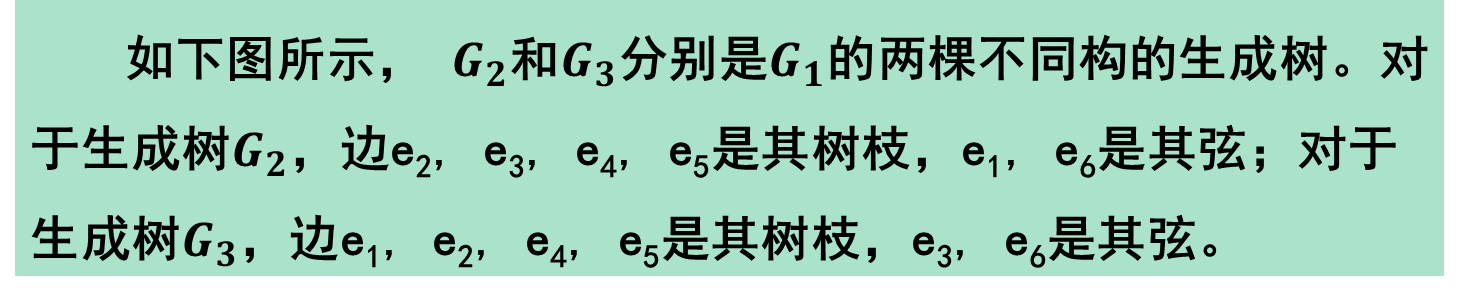 如下图所示， G₂和G₃分别是G₁的两棵不同构的生成树。对
于生成树G₂，边e₂， e₃， e₄， e₅是其树枝，e₁， e₆是其弦；对于
生成树G₃，边e₁， e₂， e₄， e₅是其树枝，e₃， e₆是其弦。